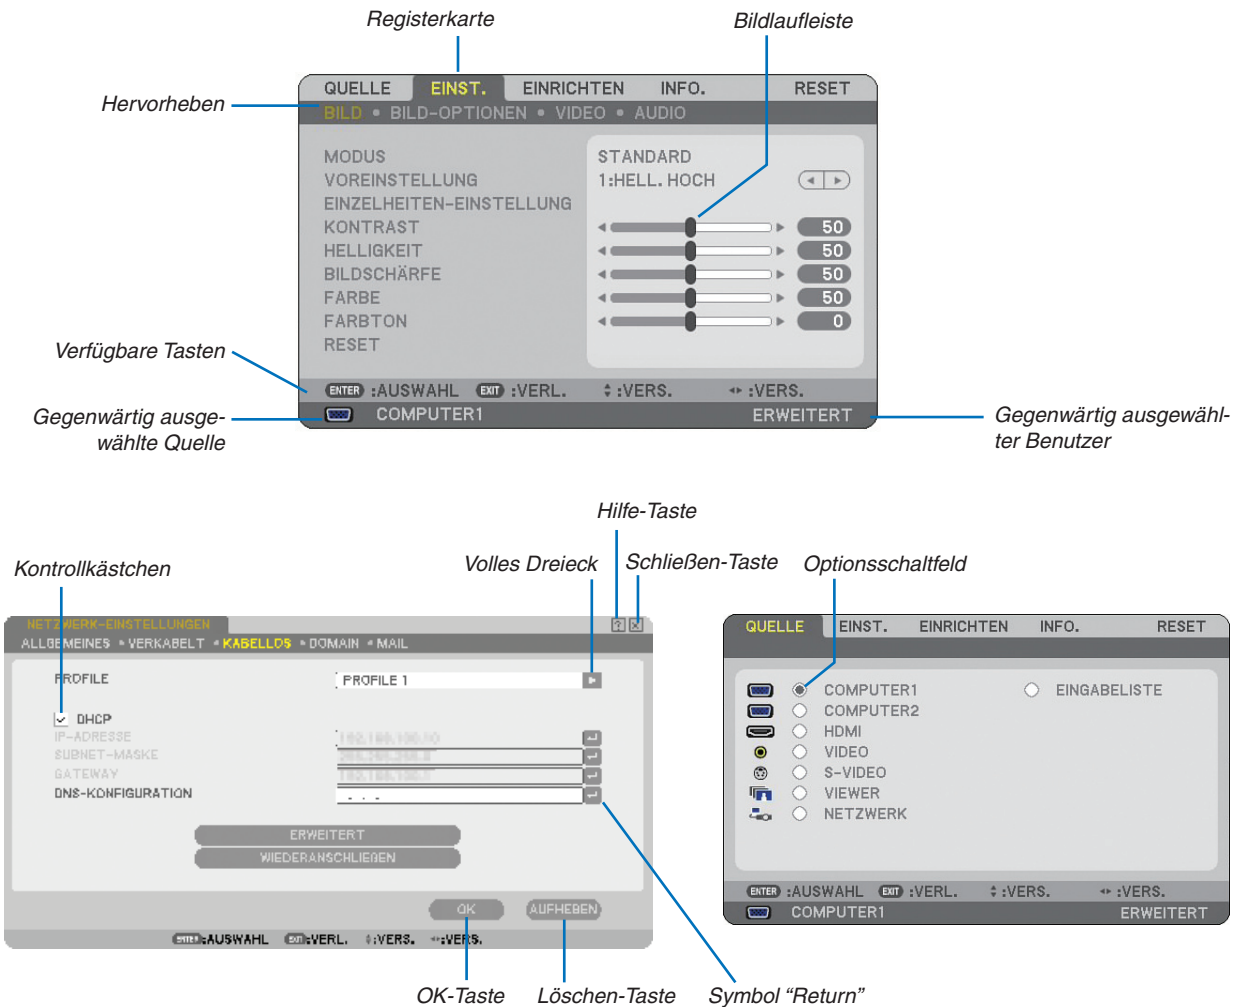 Registerkarte
Bildlaufleiste
Hervorheben
QUELLE EINST. EINRICHTEN INFO. RESET
BILD • BILD-OPTIONEN • VIDEO • AUDIO
MODUS STANDARD
VOREINSTELLUNG 1:HELL. HOCH
EINZELHEITEN-EINSTELLUNG
KONTRAST 50
HELLIGKEIT 50
BILDSCHÄRFE 50
FARBE 50
FARBTON 0
RESET
Verfügbare Tasten
ENTER :AUSWAHL EXIT :VERL. :VERS. :VERS.
COMPUTER1 ERWEITERT
Gegenwärtig ausge-
wählte Quelle
Gegenwärtig ausgewähl-
ter Benutzer
Hilfe-Taste
Kontrollkästchen
Volles Dreieck
Schließen-Taste
Optionsschaltfeld
NETZWERK-EINSTELLUNGEN
ALLGEMEINES • VERKABELT • KABELLOS • DOMAIN • MAIL
PROFILE PROFILE 1
DHCP
IP-ADRESSE
SUBNET-MASKE
GATEWAY
DNS-KONFIGURATION . . .
ERWEITERT
WIEDERANSCHLIEßEN
OK AUFHEBEN
ENTER :AUSWAHL EXIT :VERL. :VERS. :VERS.
QUELLE EINST. EINRICHTEN INFO. RESET
COMPUTER1 EINGABELISTE
COMPUTER2
HDMI
VIDEO
S-VIDEO
VIEWER
NETZWERK
ENTER :AUSWAHL EXIT :VERL. :VERS. :VERS.
COMPUTER1 ERWEITERT
OK-Taste
Löschen-Taste
Symbol “Return”